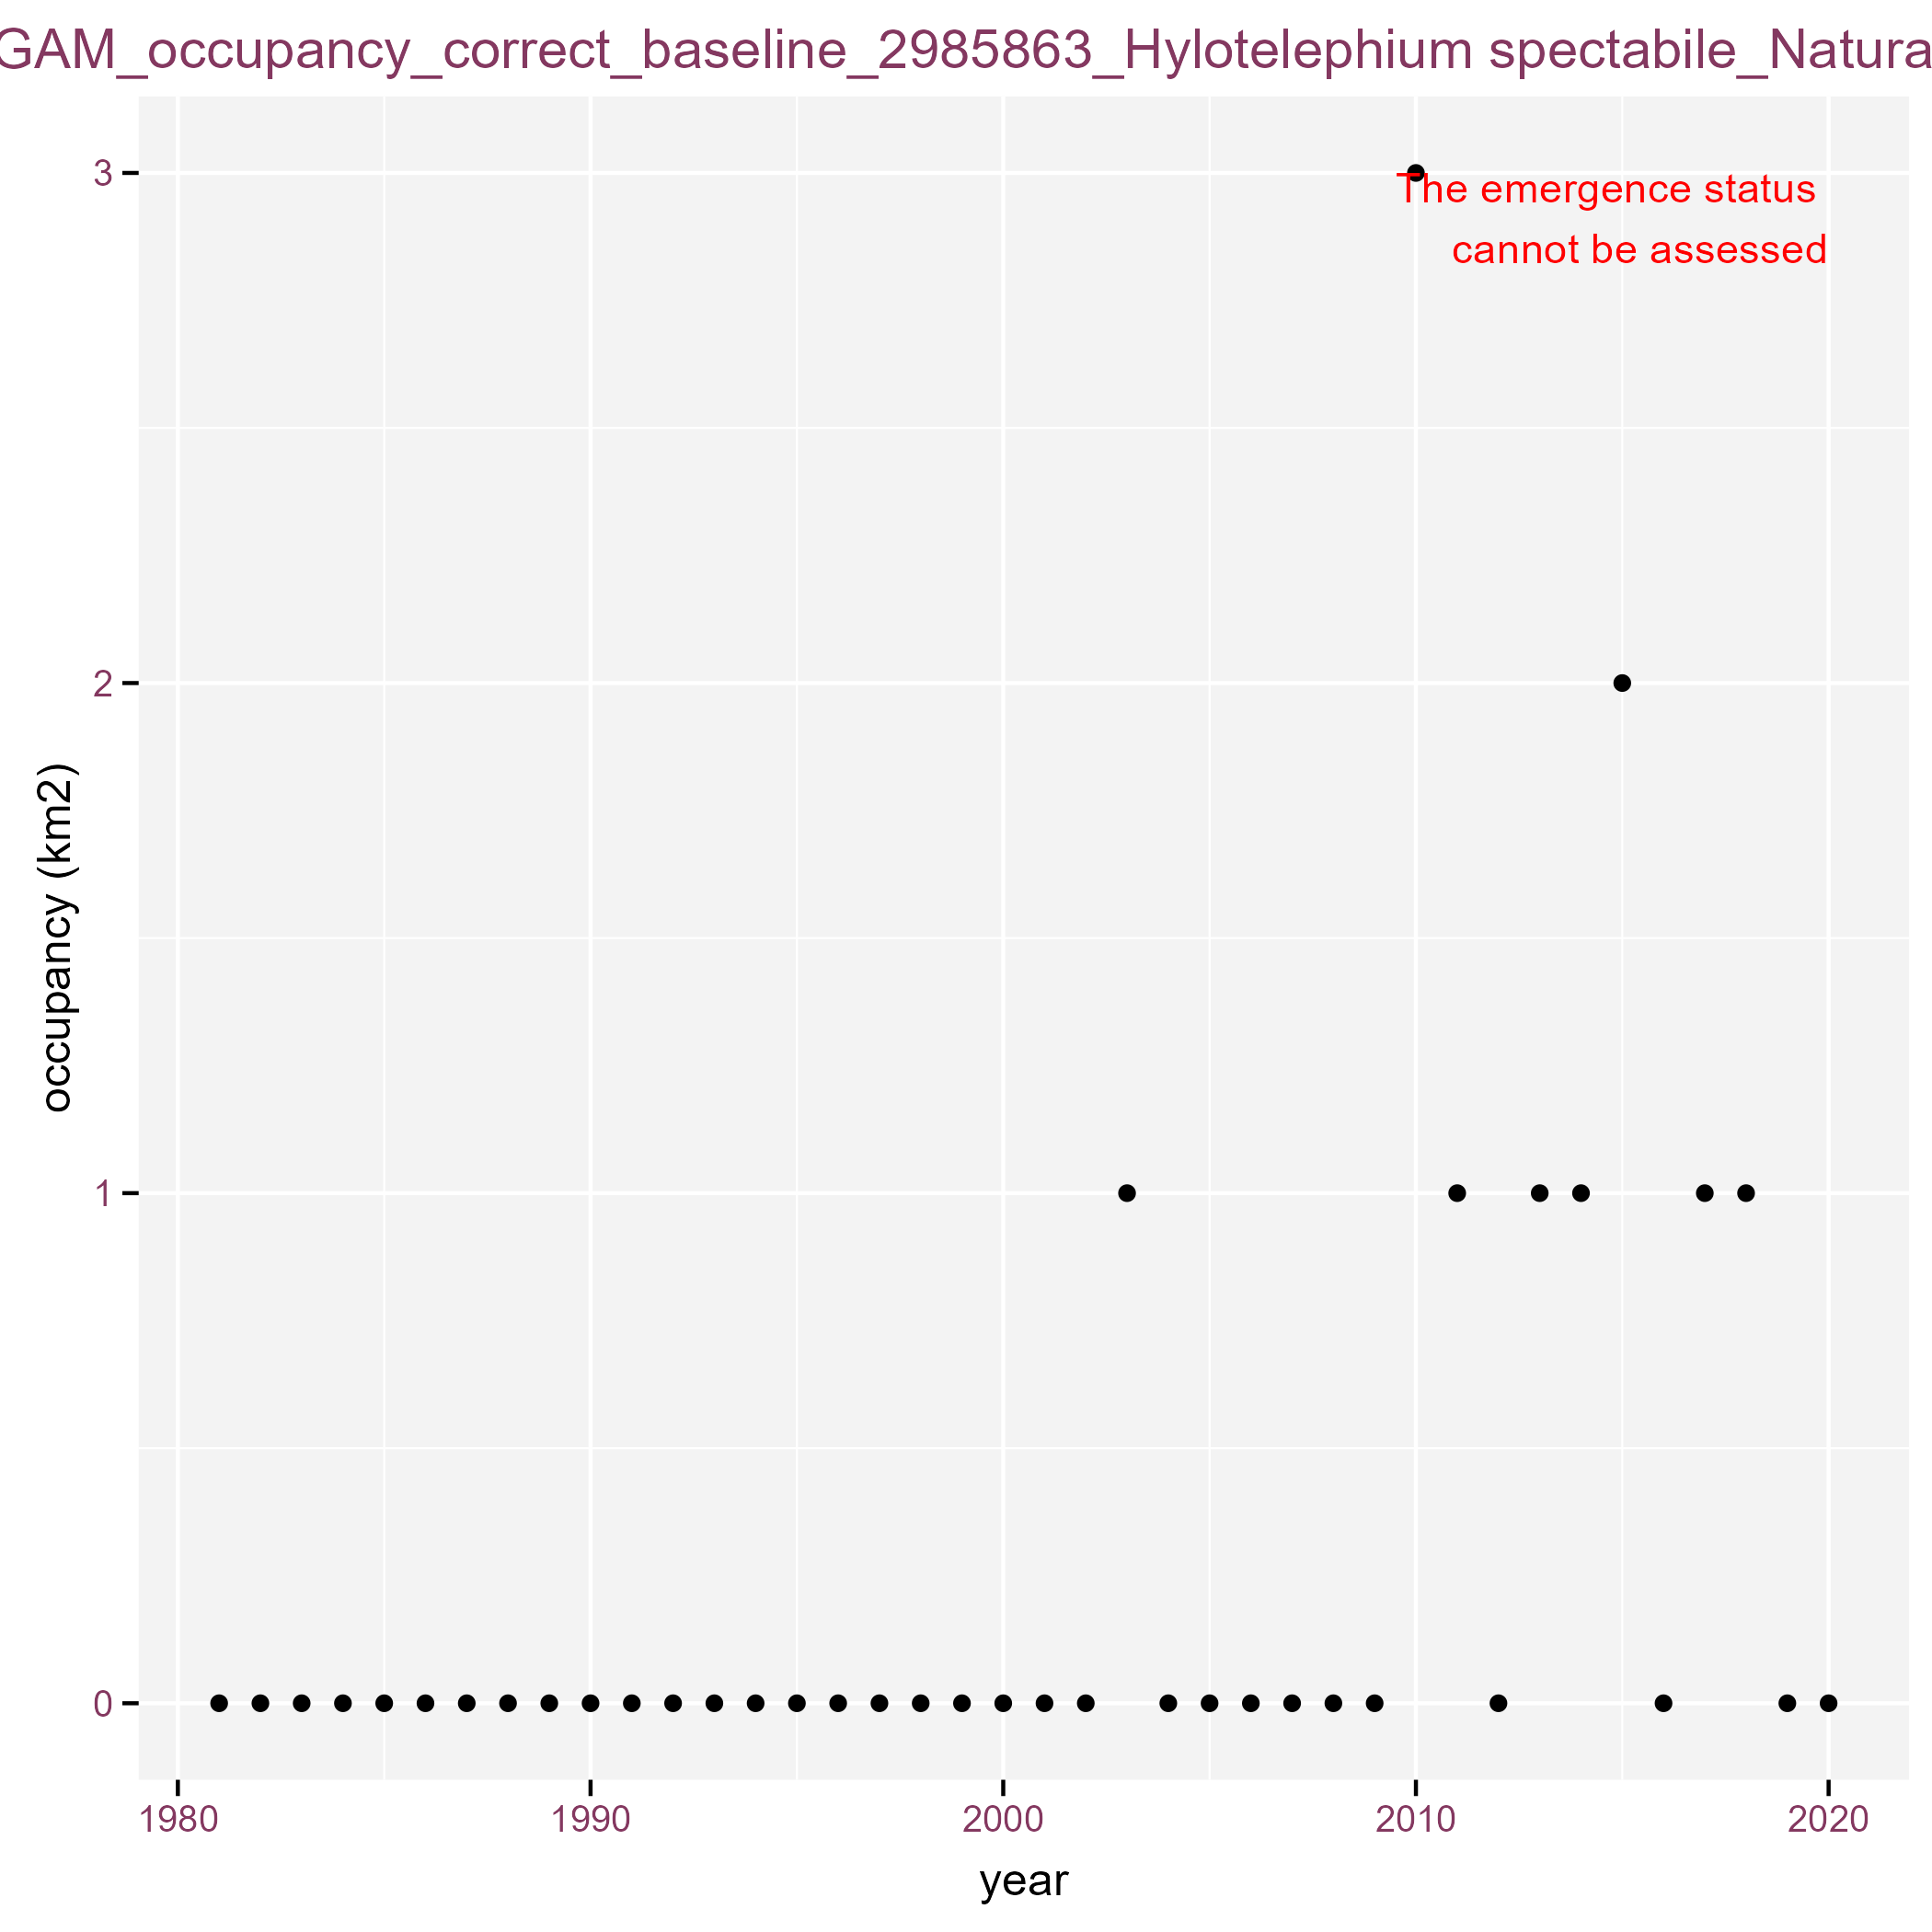 GAM_occupancy_correct_baseline_2985863_Hylotelephium spectabile_Natura
3
The emergence status
cannot be assessed
2
occupancy (km2)
1
0
1980 1990 2000 2010 2020
year